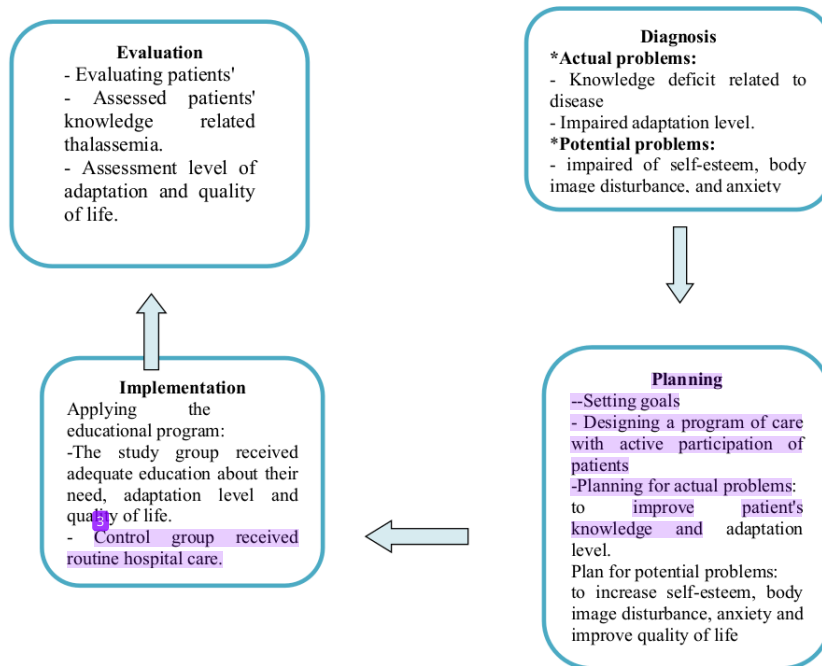 Evaluation
- Evaluating patients'
- Assessed patients'
knowledge related
thalassemia.
- Assessment level of
adaptation and quality
of life.
Diagnosis
*Actual problems:
- Knowledge deficit related to
disease
- Impaired adaptation level.
*Potential problems:
- impaired of self-esteem, body
image disturbance, and anxiety
Planning
--Setting goals
- Designing a program of care
with active participation of
patients
-Planning for actual problems:
to improve patient's
knowledge and adaptation
level.
Plan for potential problems:
to increase self-esteem, body
image disturbance, anxiety and
improve quality of life
Implementation
Applying the
educational program:
-The study group received
adequate education about their
need, adaptation level and
quality of life.
3
- Control group received
routine hospital care.